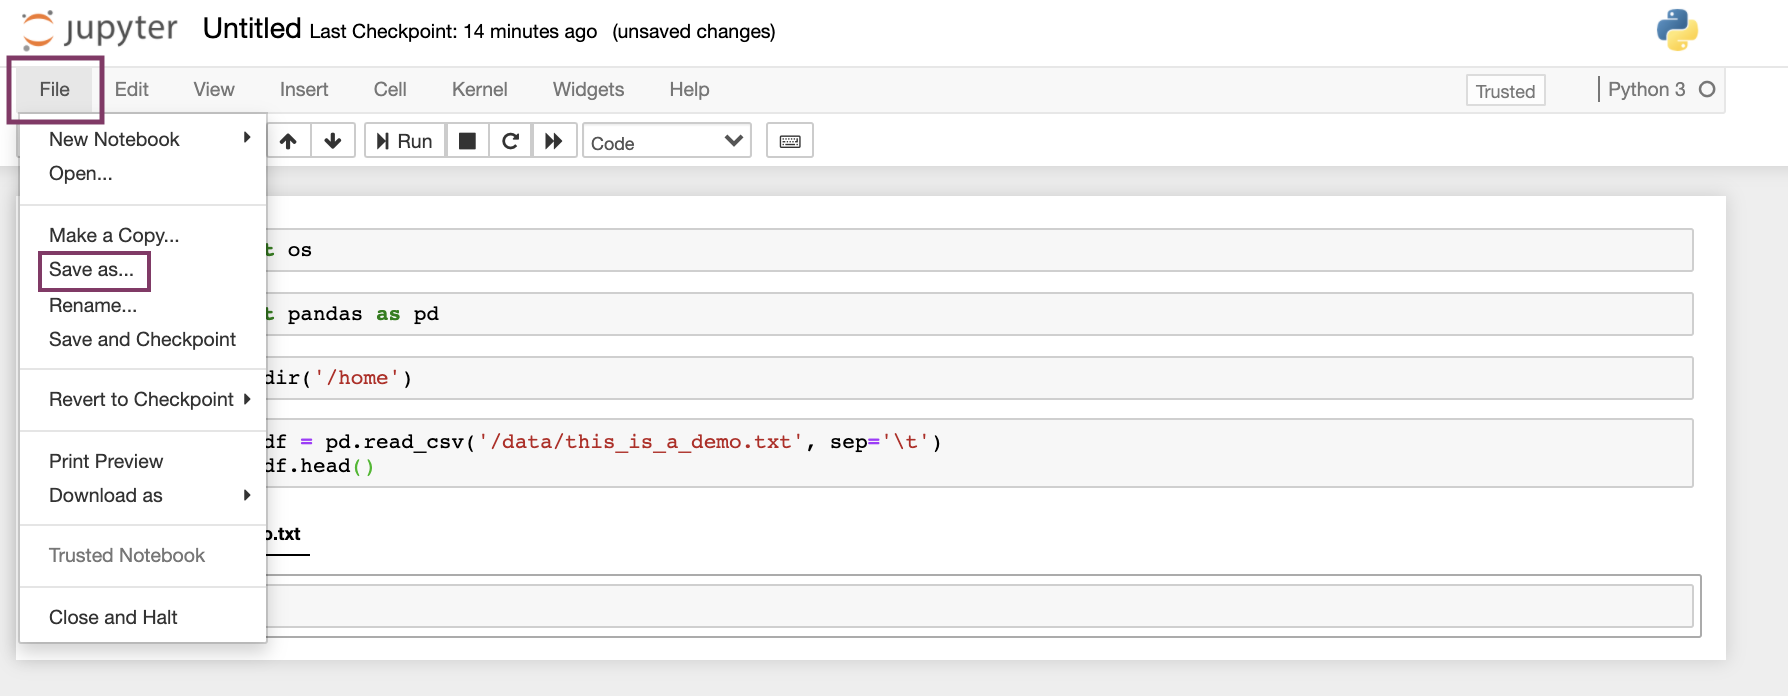 jupyter Untitled Last Checkpoint: 14 minutes ago (unsaved changes)
File Edit View Insert Cell Kernel Widgets Help Trusted Python 3
Run Code
New Notebook
Open...
Make a Copy...
Save as...
Rename...
Save and Checkpoint
Revert to Checkpoint
Print Preview
Download as
Trusted Notebook
Close and Halt
t os
t pandas as pd
dir('/home')
df = pd.read_csv('/data/this_is_a_demo.txt', sep='\t')
df.head()
o.txt